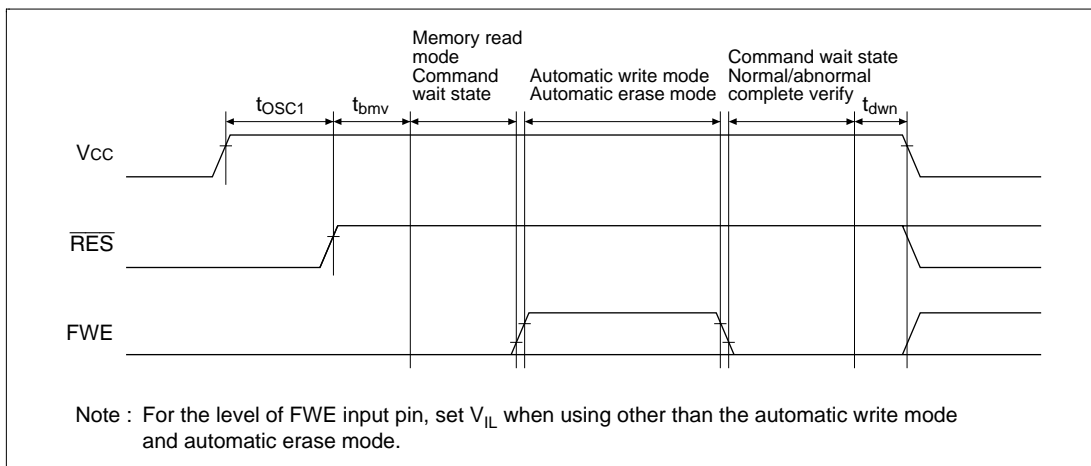 Memory read
mode
Command
wait state
Automatic write mode
Automatic erase mode
Command wait state
Normal/abnormal
complete verify
tOSC1
tbmv
tdwn
VCC
RES
FWE
Note : For the level of FWE input pin, set VIL when using other than the automatic write mode
and automatic erase mode.